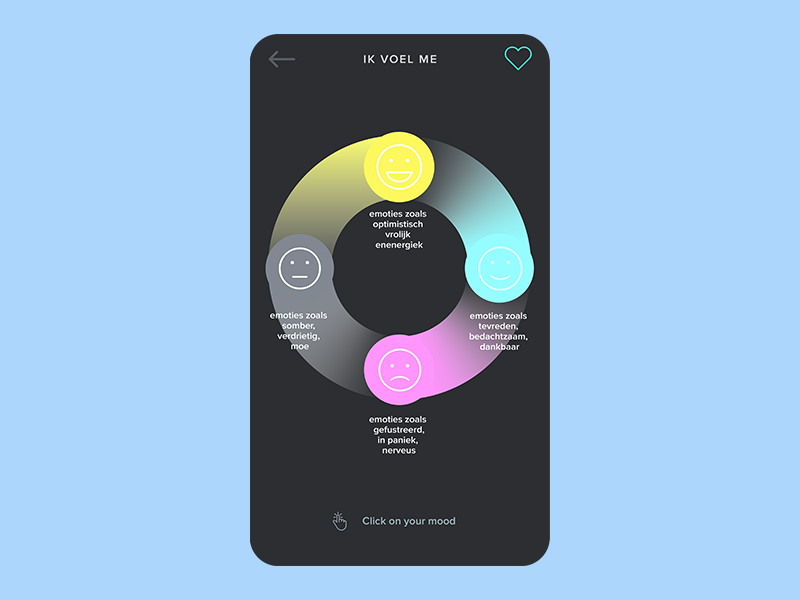 IK VOEL ME
emoties zoals
optimistisch
vrolijk
enenergiek
emoties zoals
somber,
verdrietig,
moe
emoties zoals
tevreden,
bedachtzaam,
dankbaar
emoties zoals
gefustreerd,
in paniek,
nerveus
Click on your mood